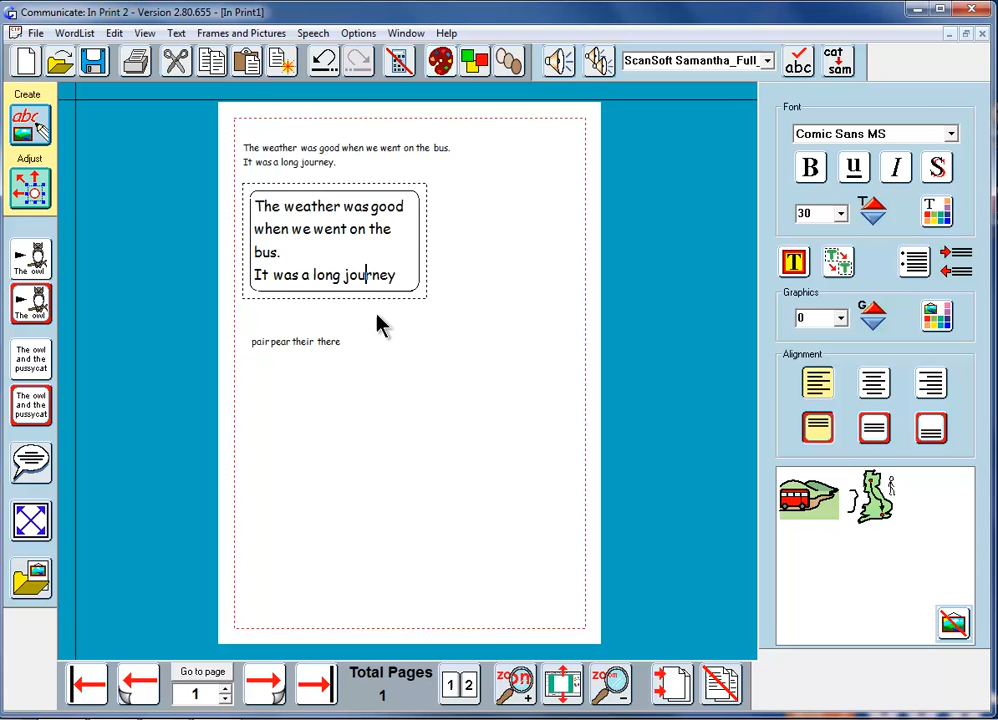 Communicate: In Print 2 - Version 2.80.655 - [In Print1]
File WordList Edit View Text Frames and Pictures Speech Options Window Help
abc
cat
sam
ScanSoft Samantha_Full_
Create
abc
Adjust
The owl
The owl
The owl
and the
pussycat
The owl
and the
pussycat
The weather was good when we went on the bus.
It was a long journey.
The weather was good
when we went on the
bus.
It was a long journey
pair pear their there
Font
Comic Sans MS
B u I S
30
T
T
T
Graphics
0
G
Alignment
Go to page
1
Total Pages
1
1 2
zoom
+
zoom
-